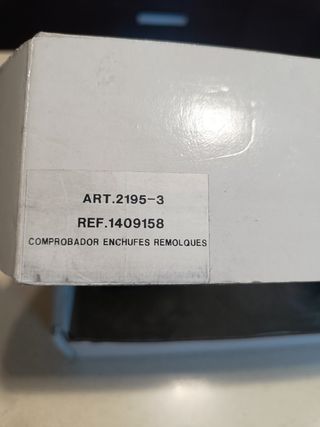 ART.2195-3
REF.1409158
COMPROBADOR ENCHUFES REMOLQUES